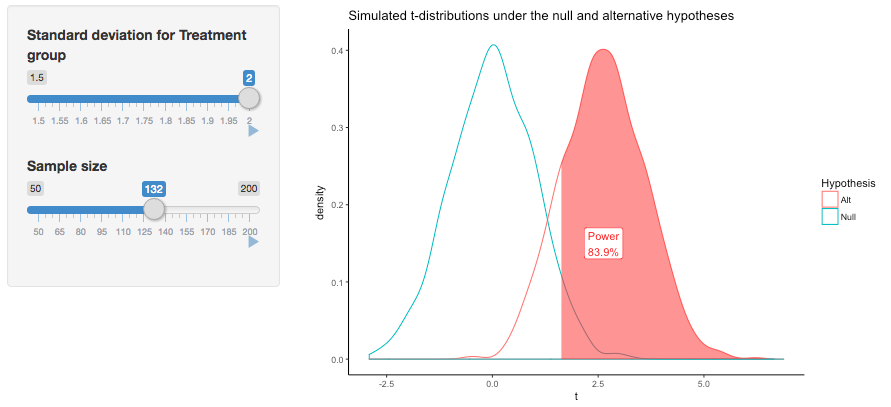 Standard deviation for Treatment
group
1.5 2
1.5 1.55 1.6 1.65 1.7 1.75 1.8 1.85 1.9 1.95 2
Sample size
50 132 200
50 65 80 95 110 125 140 155 170 185 200
Simulated t-distributions under the null and alternative hypotheses
0.4
0.3
0.2
0.1
0.0
density
Power
83.9%
-2.5 0.0 2.5 5.0
t
Hypothesis
Alt
Null